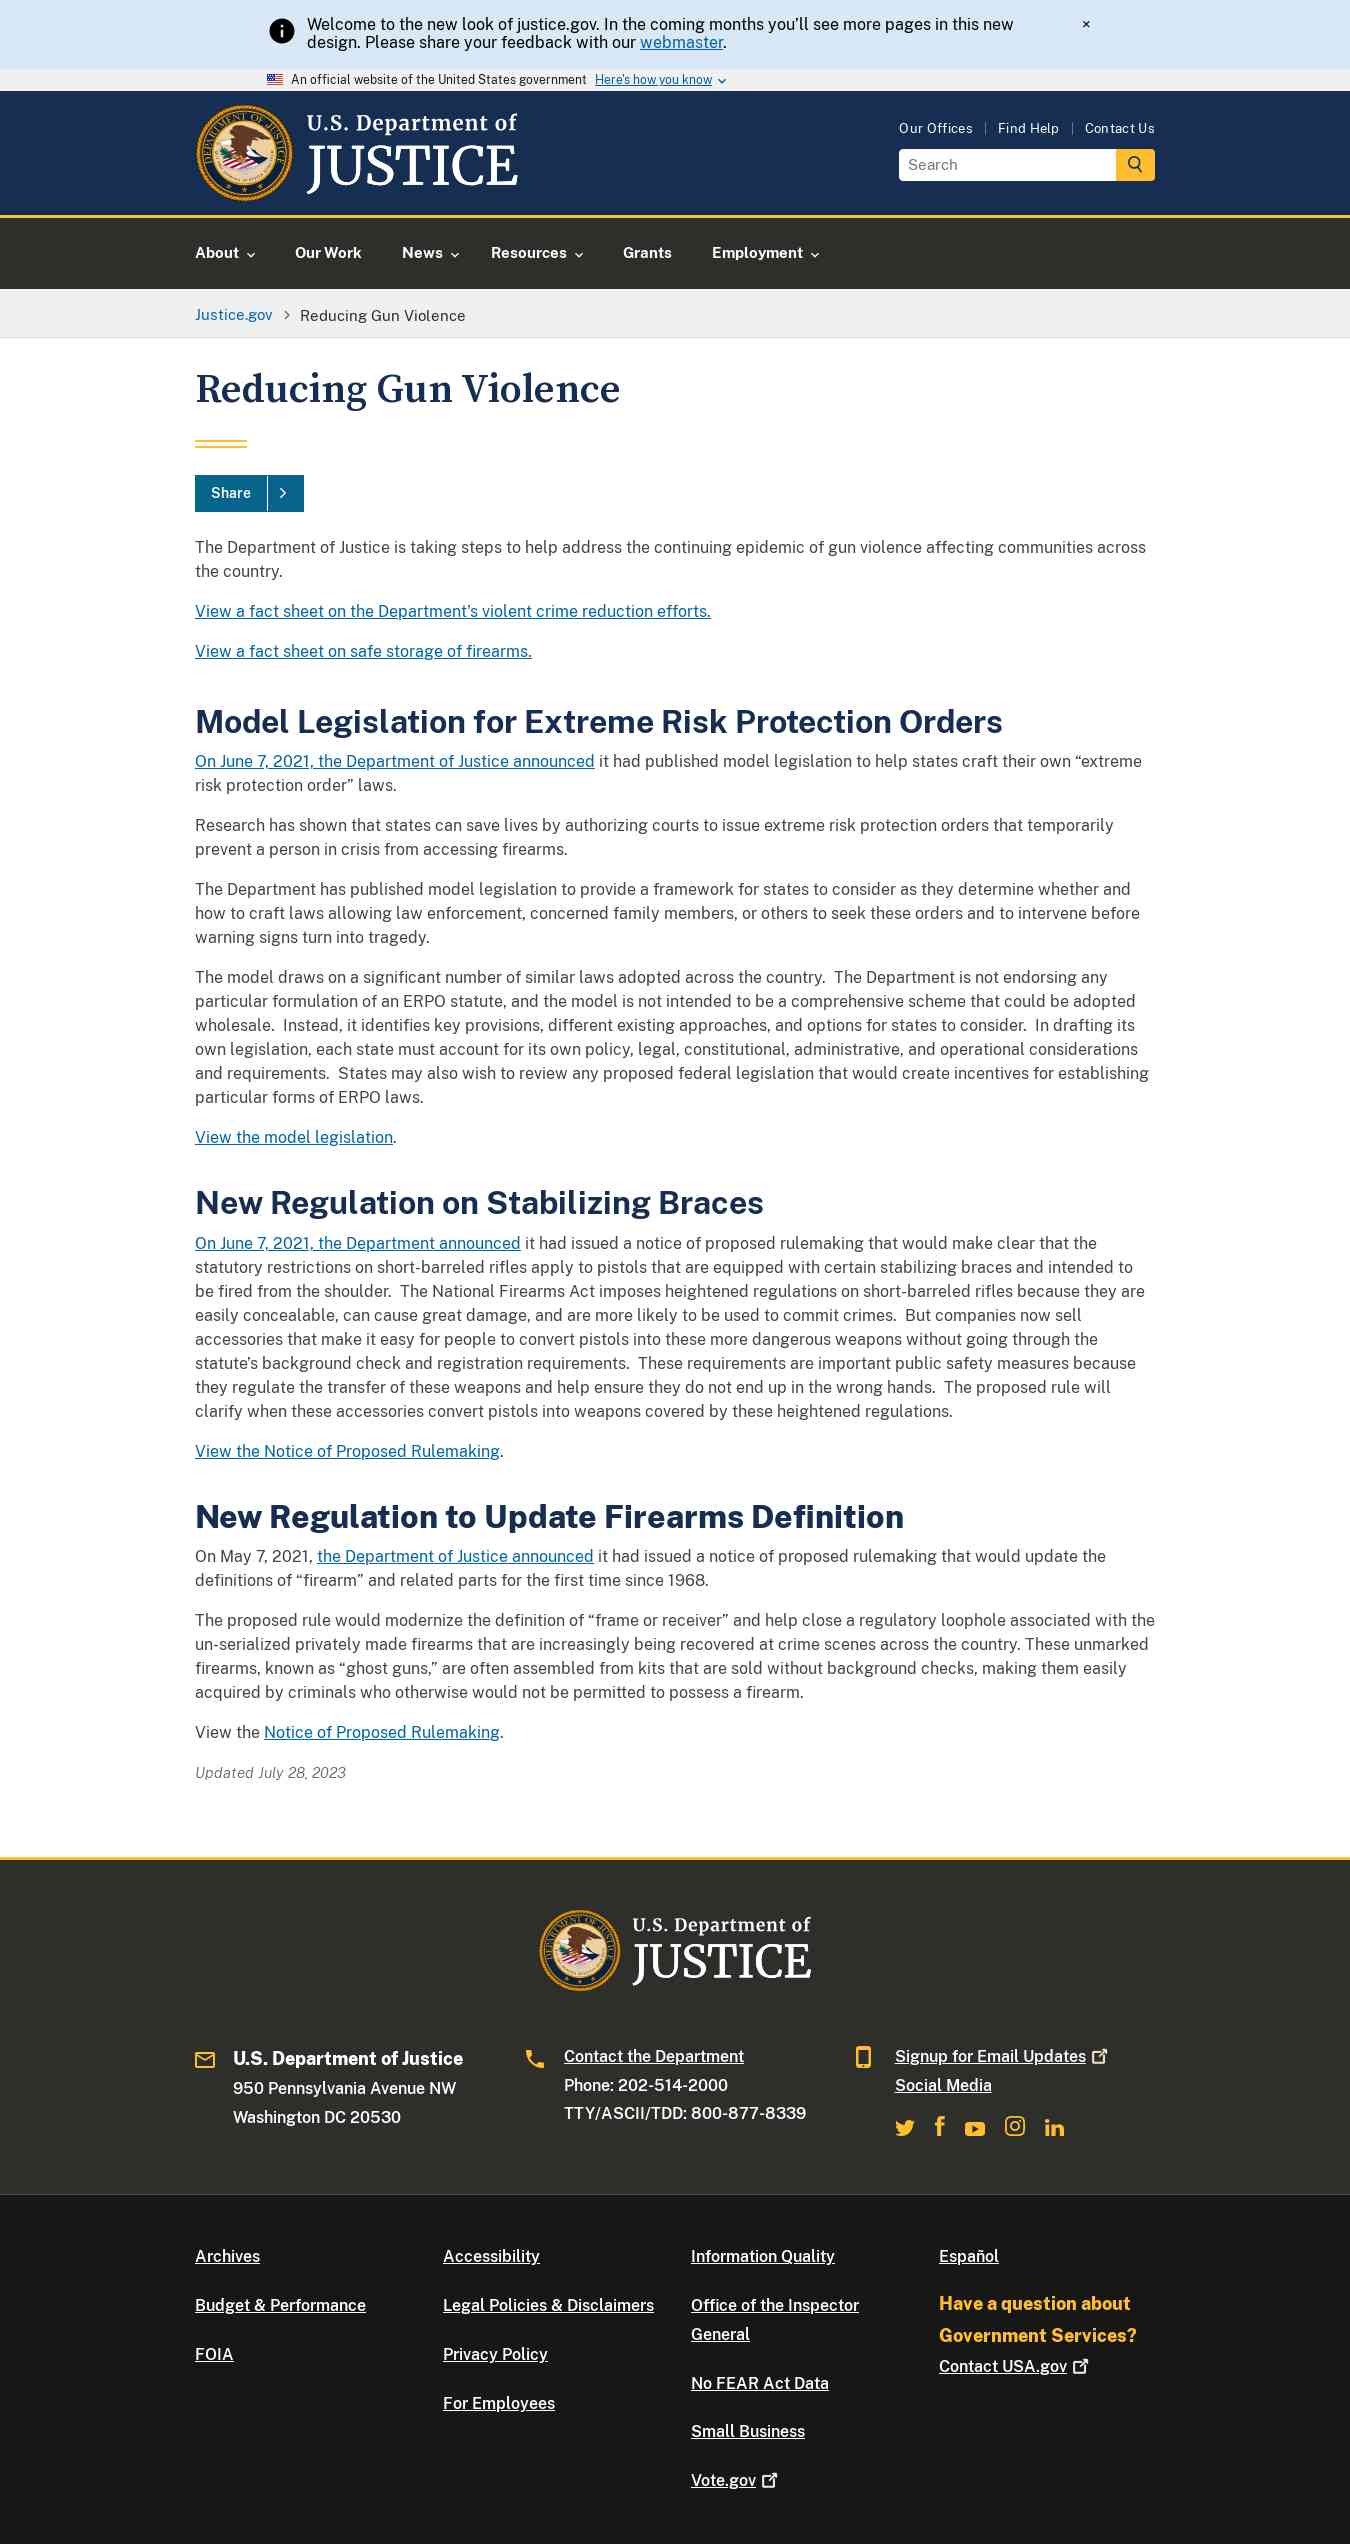 Welcome to the new look of justice.gov. In the coming months you’ll see more pages in this new
design. Please share your feedback with our webmaster.
×
An official website of the United States government Here's how you know
U.S. Department of
JUSTICE
Our Offices
Find Help
Contact Us
Search
About
Our Work
News
Resources
Grants
Employment
Justice.gov
Reducing Gun Violence
Reducing Gun Violence
Share
The Department of Justice is taking steps to help address the continuing epidemic of gun violence affecting communities across
the country.
View a fact sheet on the Department's violent crime reduction efforts.
View a fact sheet on safe storage of firearms.
Model Legislation for Extreme Risk Protection Orders
On June 7, 2021, the Department of Justice announced it had published model legislation to help states craft their own “extreme
risk protection order” laws.
Research has shown that states can save lives by authorizing courts to issue extreme risk protection orders that temporarily
prevent a person in crisis from accessing firearms.
The Department has published model legislation to provide a framework for states to consider as they determine whether and
how to craft laws allowing law enforcement, concerned family members, or others to seek these orders and to intervene before
warning signs turn into tragedy.
The model draws on a significant number of similar laws adopted across the country.  The Department is not endorsing any
particular formulation of an ERPO statute, and the model is not intended to be a comprehensive scheme that could be adopted
wholesale.  Instead, it identifies key provisions, different existing approaches, and options for states to consider.  In drafting its
own legislation, each state must account for its own policy, legal, constitutional, administrative, and operational considerations
and requirements.  States may also wish to review any proposed federal legislation that would create incentives for establishing
particular forms of ERPO laws.
View the model legislation.
New Regulation on Stabilizing Braces
On June 7, 2021, the Department announced it had issued a notice of proposed rulemaking that would make clear that the
statutory restrictions on short-barreled rifles apply to pistols that are equipped with certain stabilizing braces and intended to
be fired from the shoulder.  The National Firearms Act imposes heightened regulations on short-barreled rifles because they are
easily concealable, can cause great damage, and are more likely to be used to commit crimes.  But companies now sell
accessories that make it easy for people to convert pistols into these more dangerous weapons without going through the
statute’s background check and registration requirements.  These requirements are important public safety measures because
they regulate the transfer of these weapons and help ensure they do not end up in the wrong hands.  The proposed rule will
clarify when these accessories convert pistols into weapons covered by these heightened regulations.
View the Notice of Proposed Rulemaking.
New Regulation to Update Firearms Definition
On May 7, 2021, the Department of Justice announced it had issued a notice of proposed rulemaking that would update the
definitions of “firearm” and related parts for the first time since 1968.
The proposed rule would modernize the definition of “frame or receiver” and help close a regulatory loophole associated with the
un-serialized privately made firearms that are increasingly being recovered at crime scenes across the country. These unmarked
firearms, known as “ghost guns,” are often assembled from kits that are sold without background checks, making them easily
acquired by criminals who otherwise would not be permitted to possess a firearm.
View the Notice of Proposed Rulemaking.
Updated July 28, 2023
U.S. Department of
JUSTICE
U.S. Department of Justice
950 Pennsylvania Avenue NW
Washington DC 20530
Contact the Department
Phone: 202-514-2000
TTY/ASCII/TDD: 800-877-8339
Signup for Email Updates
Social Media
Archives
Budget & Performance
FOIA
Accessibility
Legal Policies & Disclaimers
Privacy Policy
For Employees
Information Quality
Office of the Inspector
General
No FEAR Act Data
Small Business
Vote.gov
Español
Have a question about
Government Services?
Contact USA.gov